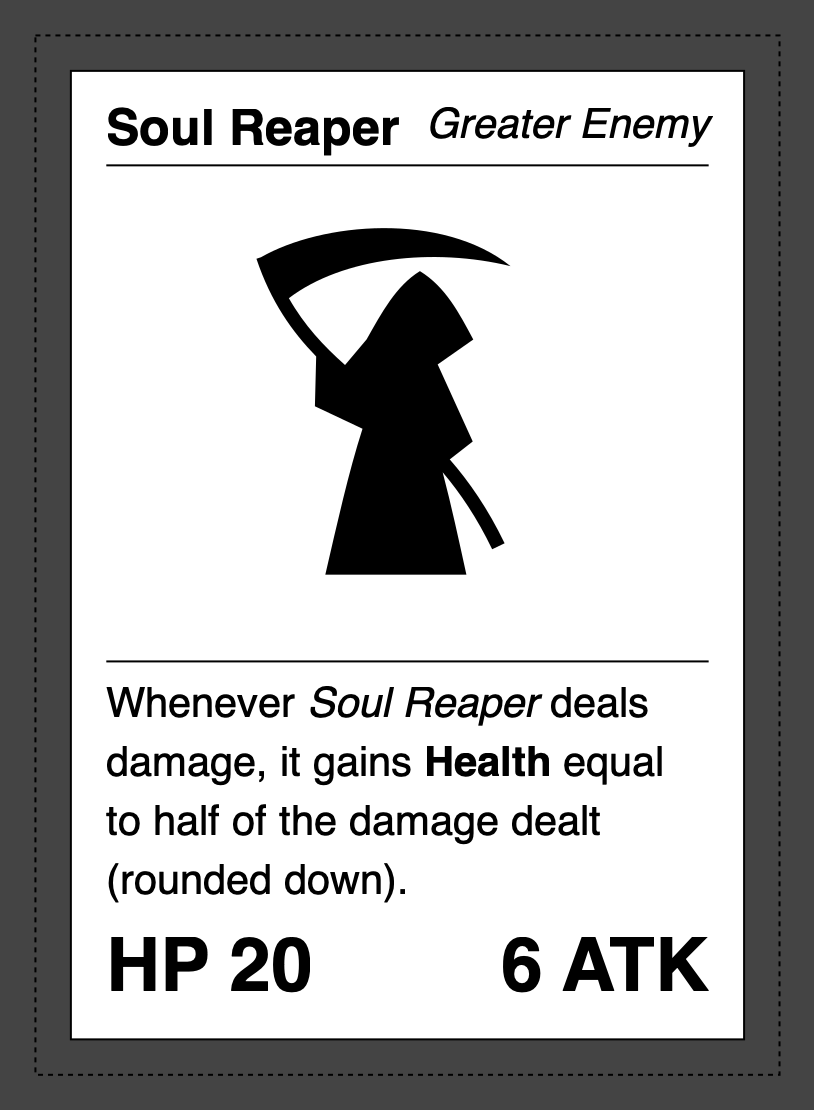 Soul Reaper Greater Enemy
Whenever Soul Reaper deals
damage, it gains Health equal
to half of the damage dealt
(rounded down).
HP 20 6 ATK